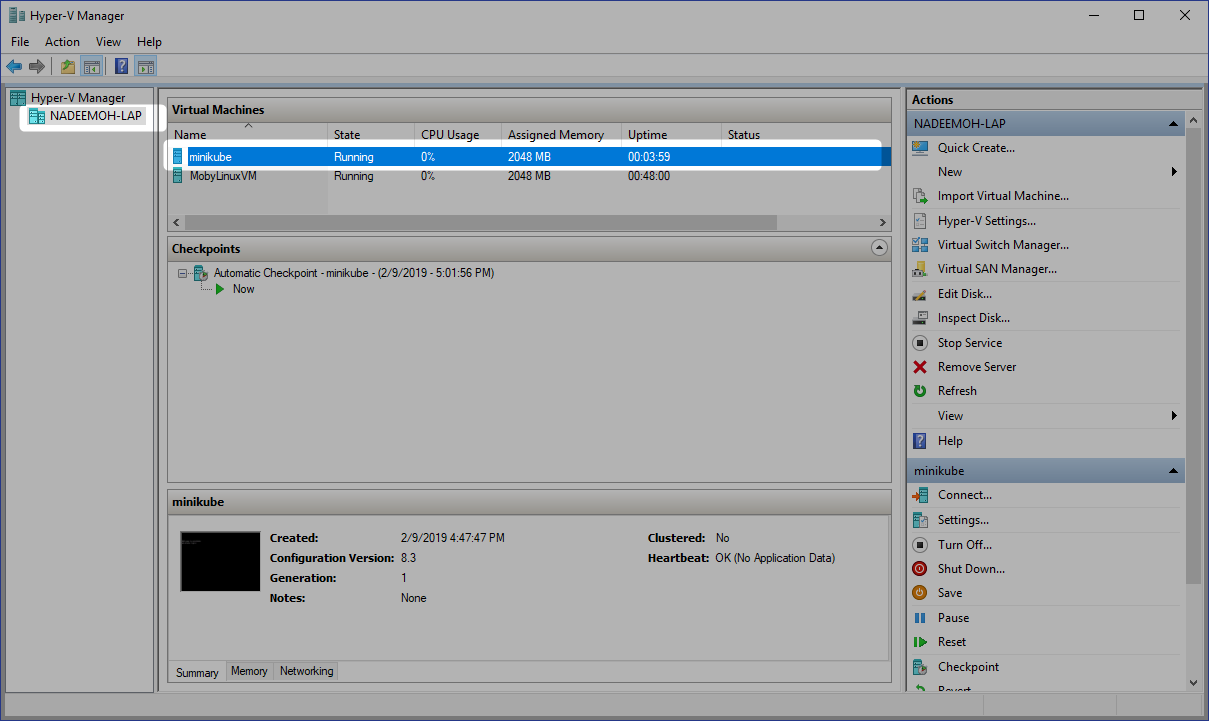 Hyper-V Manager
File Action View Help
Hyper-V Manager
NADEEMOH-LAP
Virtual Machines
Name State CPU Usage Assigned Memory Uptime Status
minikube Running 0% 2048 MB 00:03:59
MobyLinuxVM Running 0% 2048 MB 00:48:00
Checkpoints
Automatic Checkpoint - minikube - (2/9/2019 - 5:01:56 PM)
Now
minikube
Created: 2/9/2019 4:47:47 PM Clustered: No
Configuration Version: 8.3 Heartbeat: OK (No Application Data)
Generation: 1
Notes: None
Summary Memory Networking
Actions
NADEEMOH-LAP
Quick Create...
New
Import Virtual Machine...
Hyper-V Settings...
Virtual Switch Manager...
Virtual SAN Manager...
Edit Disk...
Inspect Disk...
Stop Service
Remove Server
Refresh
View
Help
minikube
Connect...
Settings...
Turn Off...
Shut Down...
Save
Pause
Reset
Checkpoint
Revert